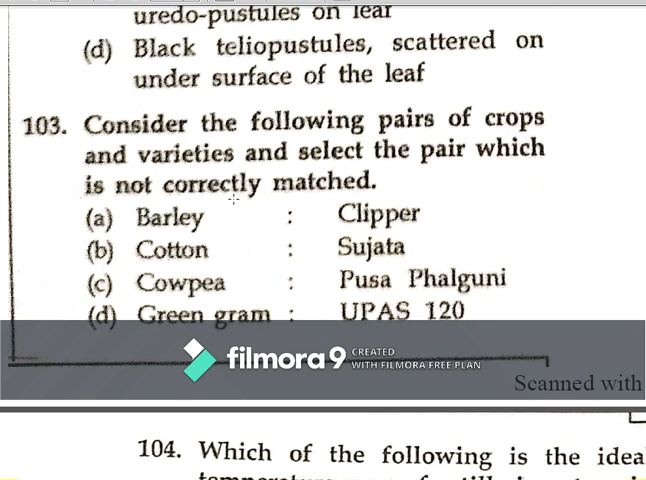 uredo-pustules on leaf
(d) Black teliopustules, scattered on
under surface of the leaf
103. Consider the following pairs of crops
and varieties and select the pair which
is not correctly matched.
(a) Barley : Clipper
(b) Cotton : Sujata
(c) Cowpea : Pusa Phalguni
(d) Green gram : UPAS 120
filmora9 CREATED
WITH FILMORA FREE PLAN
Scanned with
104. Which of the following is the idea